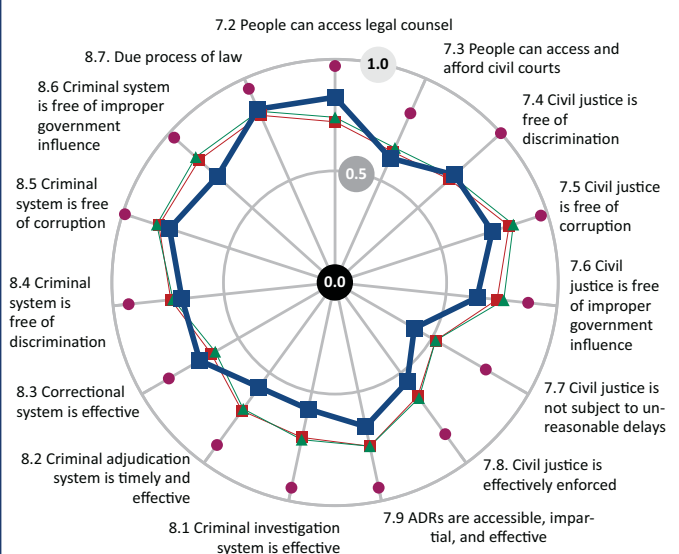 7.2 People can access legal counsel
1.0
7.3 People can access and
afford civil courts
7.4 Civil justice is
free of
discrimination
7.5 Civil justice
is free of
corruption
7.6 Civil
justice is free
of improper
government
influence
7.7 Civil justice is
not subject to un-
reasonable delays
7.8. Civil justice is
effectively enforced
7.9 ADRs are accessible, impar-
tial, and effective
8.1 Criminal investigation
system is effective
8.2 Criminal adjudication
system is timely and
effective
8.3 Correctional
system is effective
8.4 Criminal
system is
free of
discrimination
8.5 Criminal
system is free
of corruption
8.6 Criminal system
is free of improper
government
influence
8.7. Due process of law
0.5
0.0